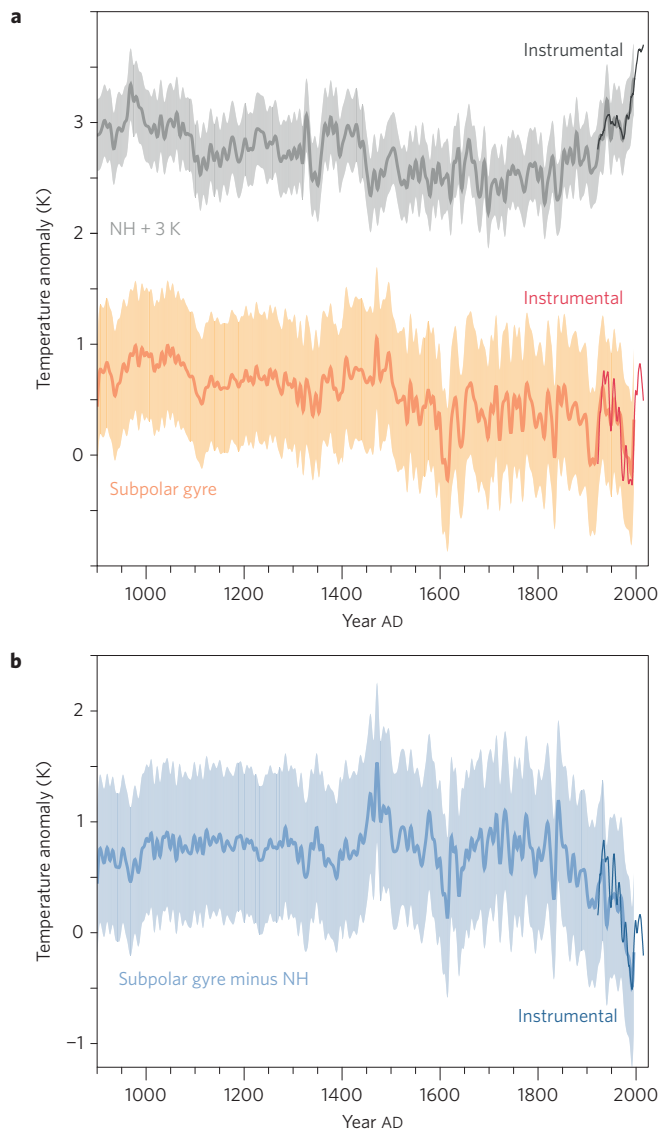 a
Instrumental
3
NH + 3 K
2
Temperature anomaly (K)
Instrumental
1
0
Subpolar gyre
1000 1200 1400 1600 1800 2000
Year AD
b
2
1
Temperature anomaly (K)
0
Subpolar gyre minus NH
Instrumental
−1
1000 1200 1400 1600 1800 2000
Year AD